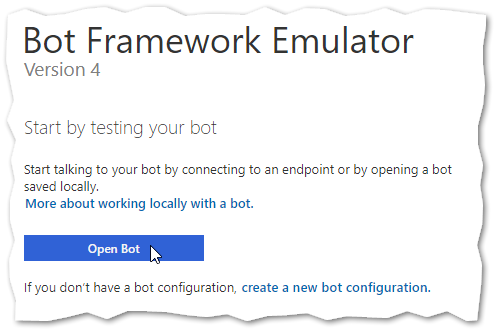 Bot Framework Emulator
Version 4
Start by testing your bot
Start talking to your bot by connecting to an endpoint or by opening a bot
saved locally.
More about working locally with a bot.
Open Bot
If you don't have a bot configuration, create a new bot configuration.